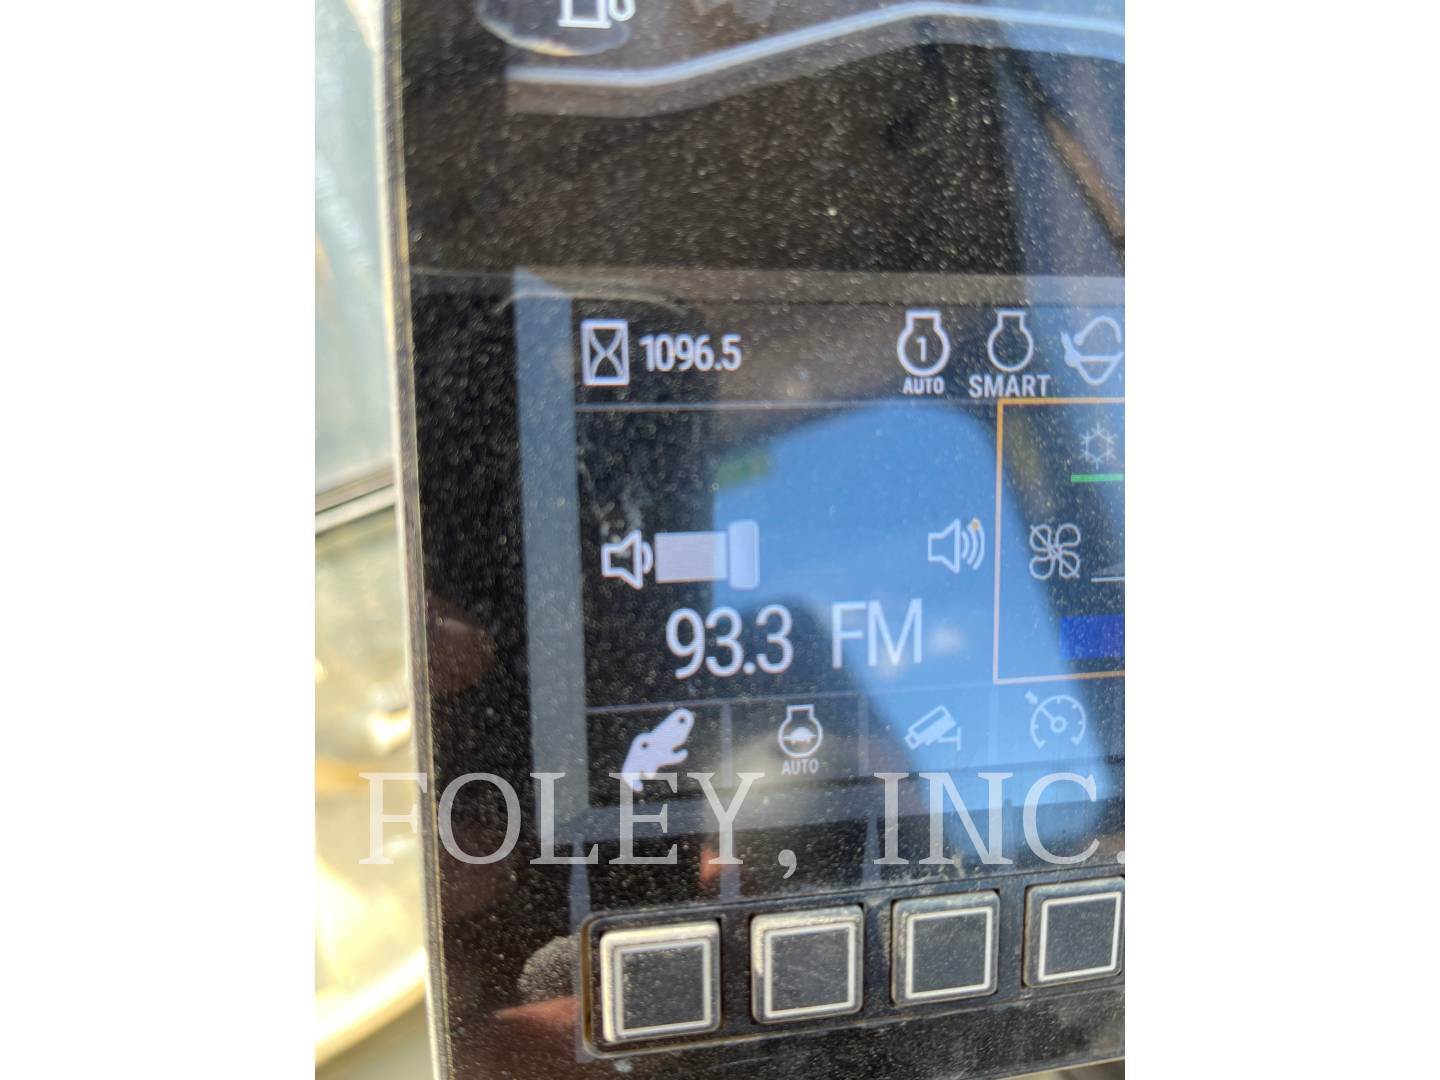 1096.5
1
AUTO
SMART
93.3 FM
AUTO
FOLEY, INC.